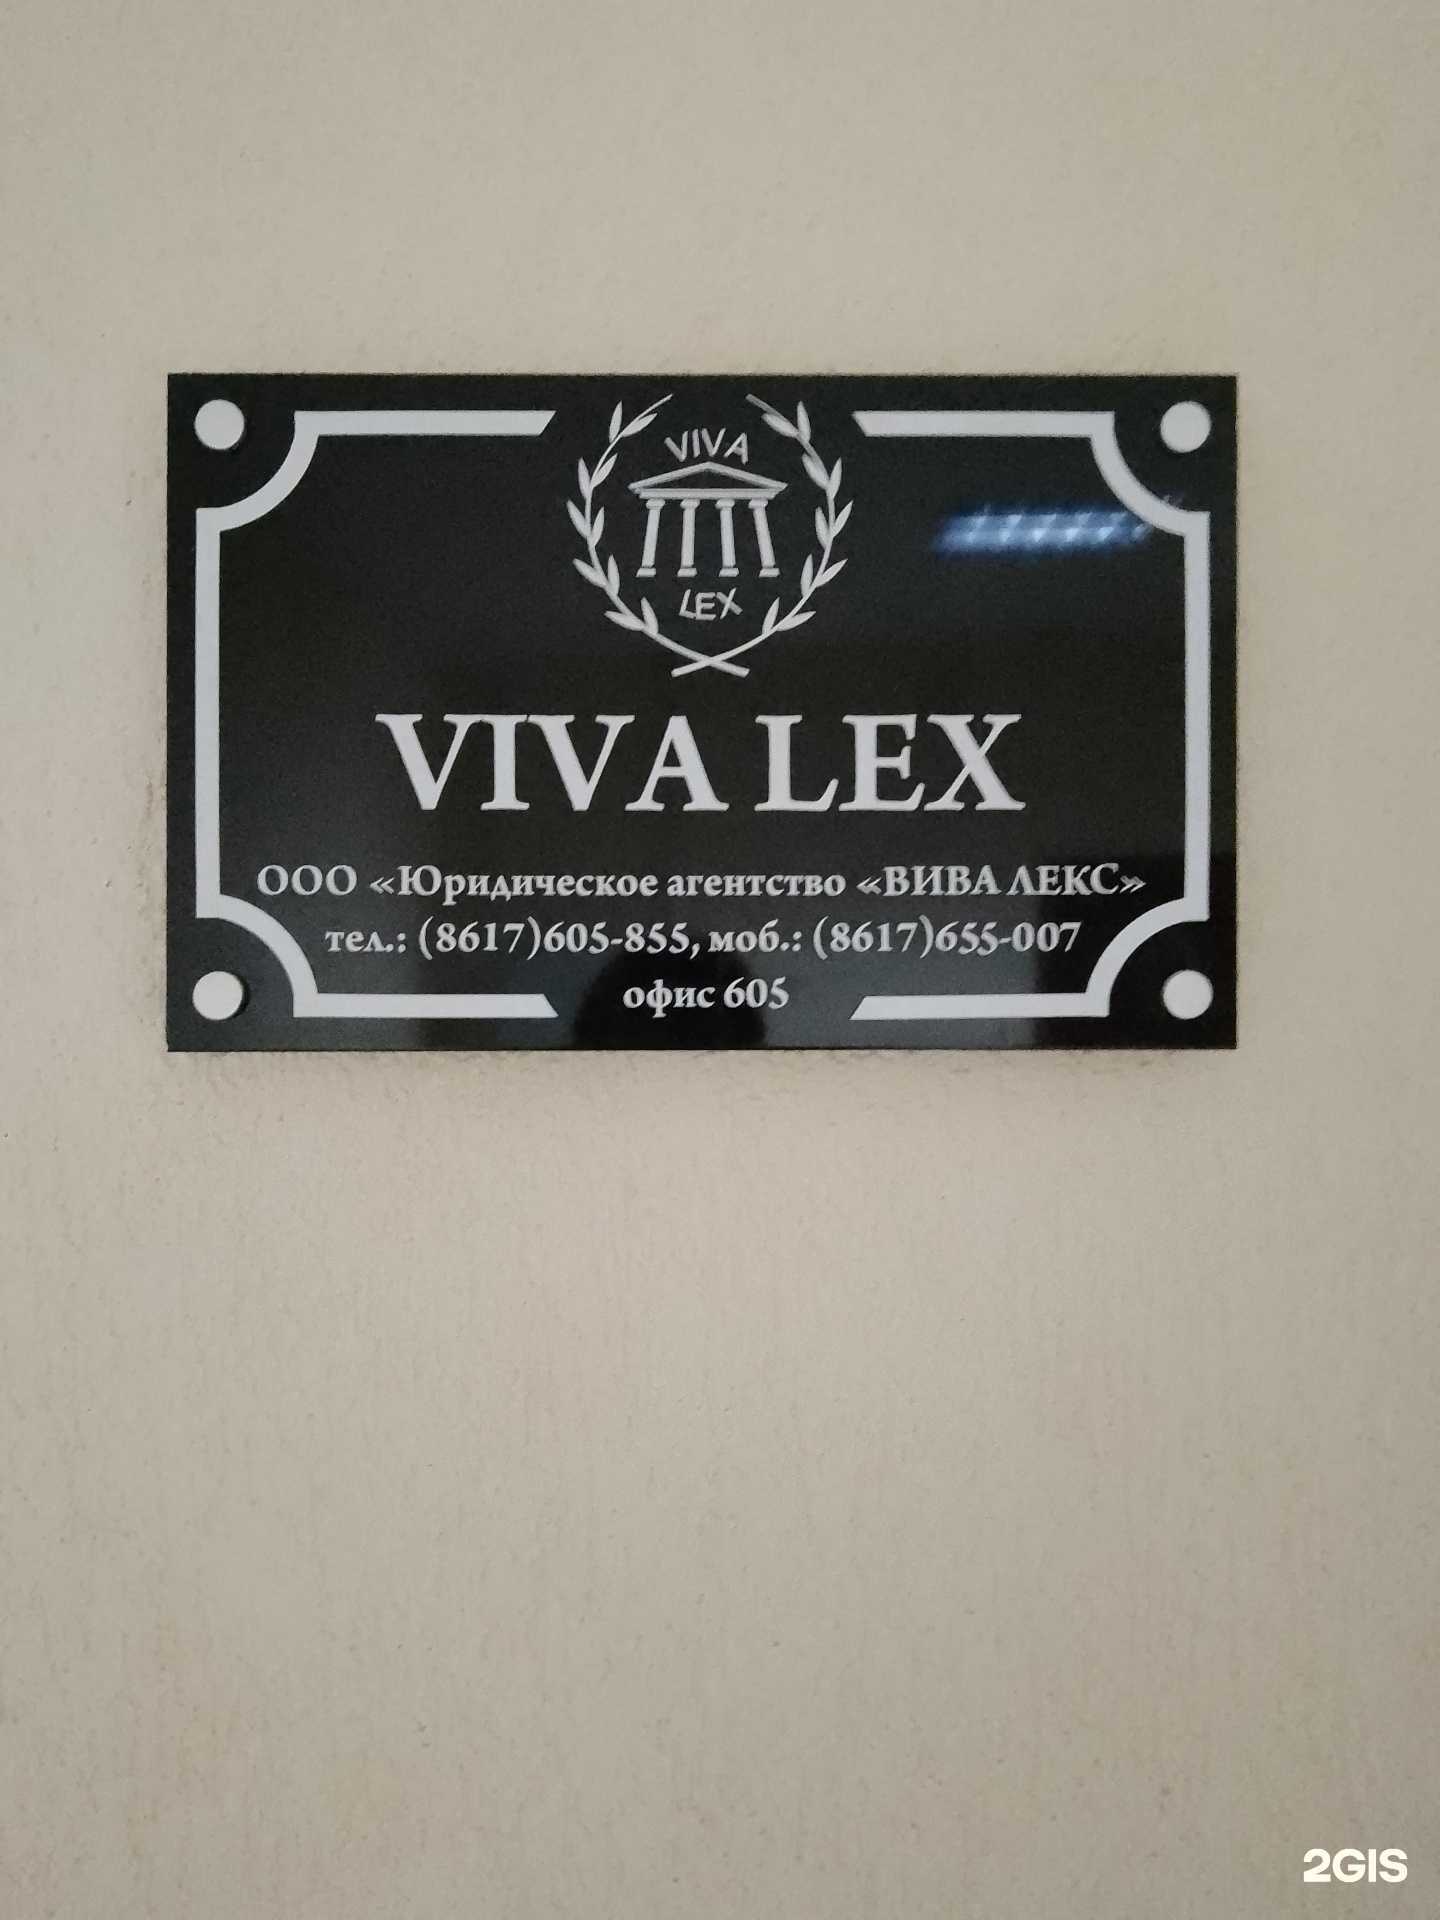 VIVA
LEX
VIVA LEX
ООО «Юридическое агентство «ВИВА ЛЕКС»
тел.: (8617)605-855, моб.: (8617)655-007
офис 605
2GIS